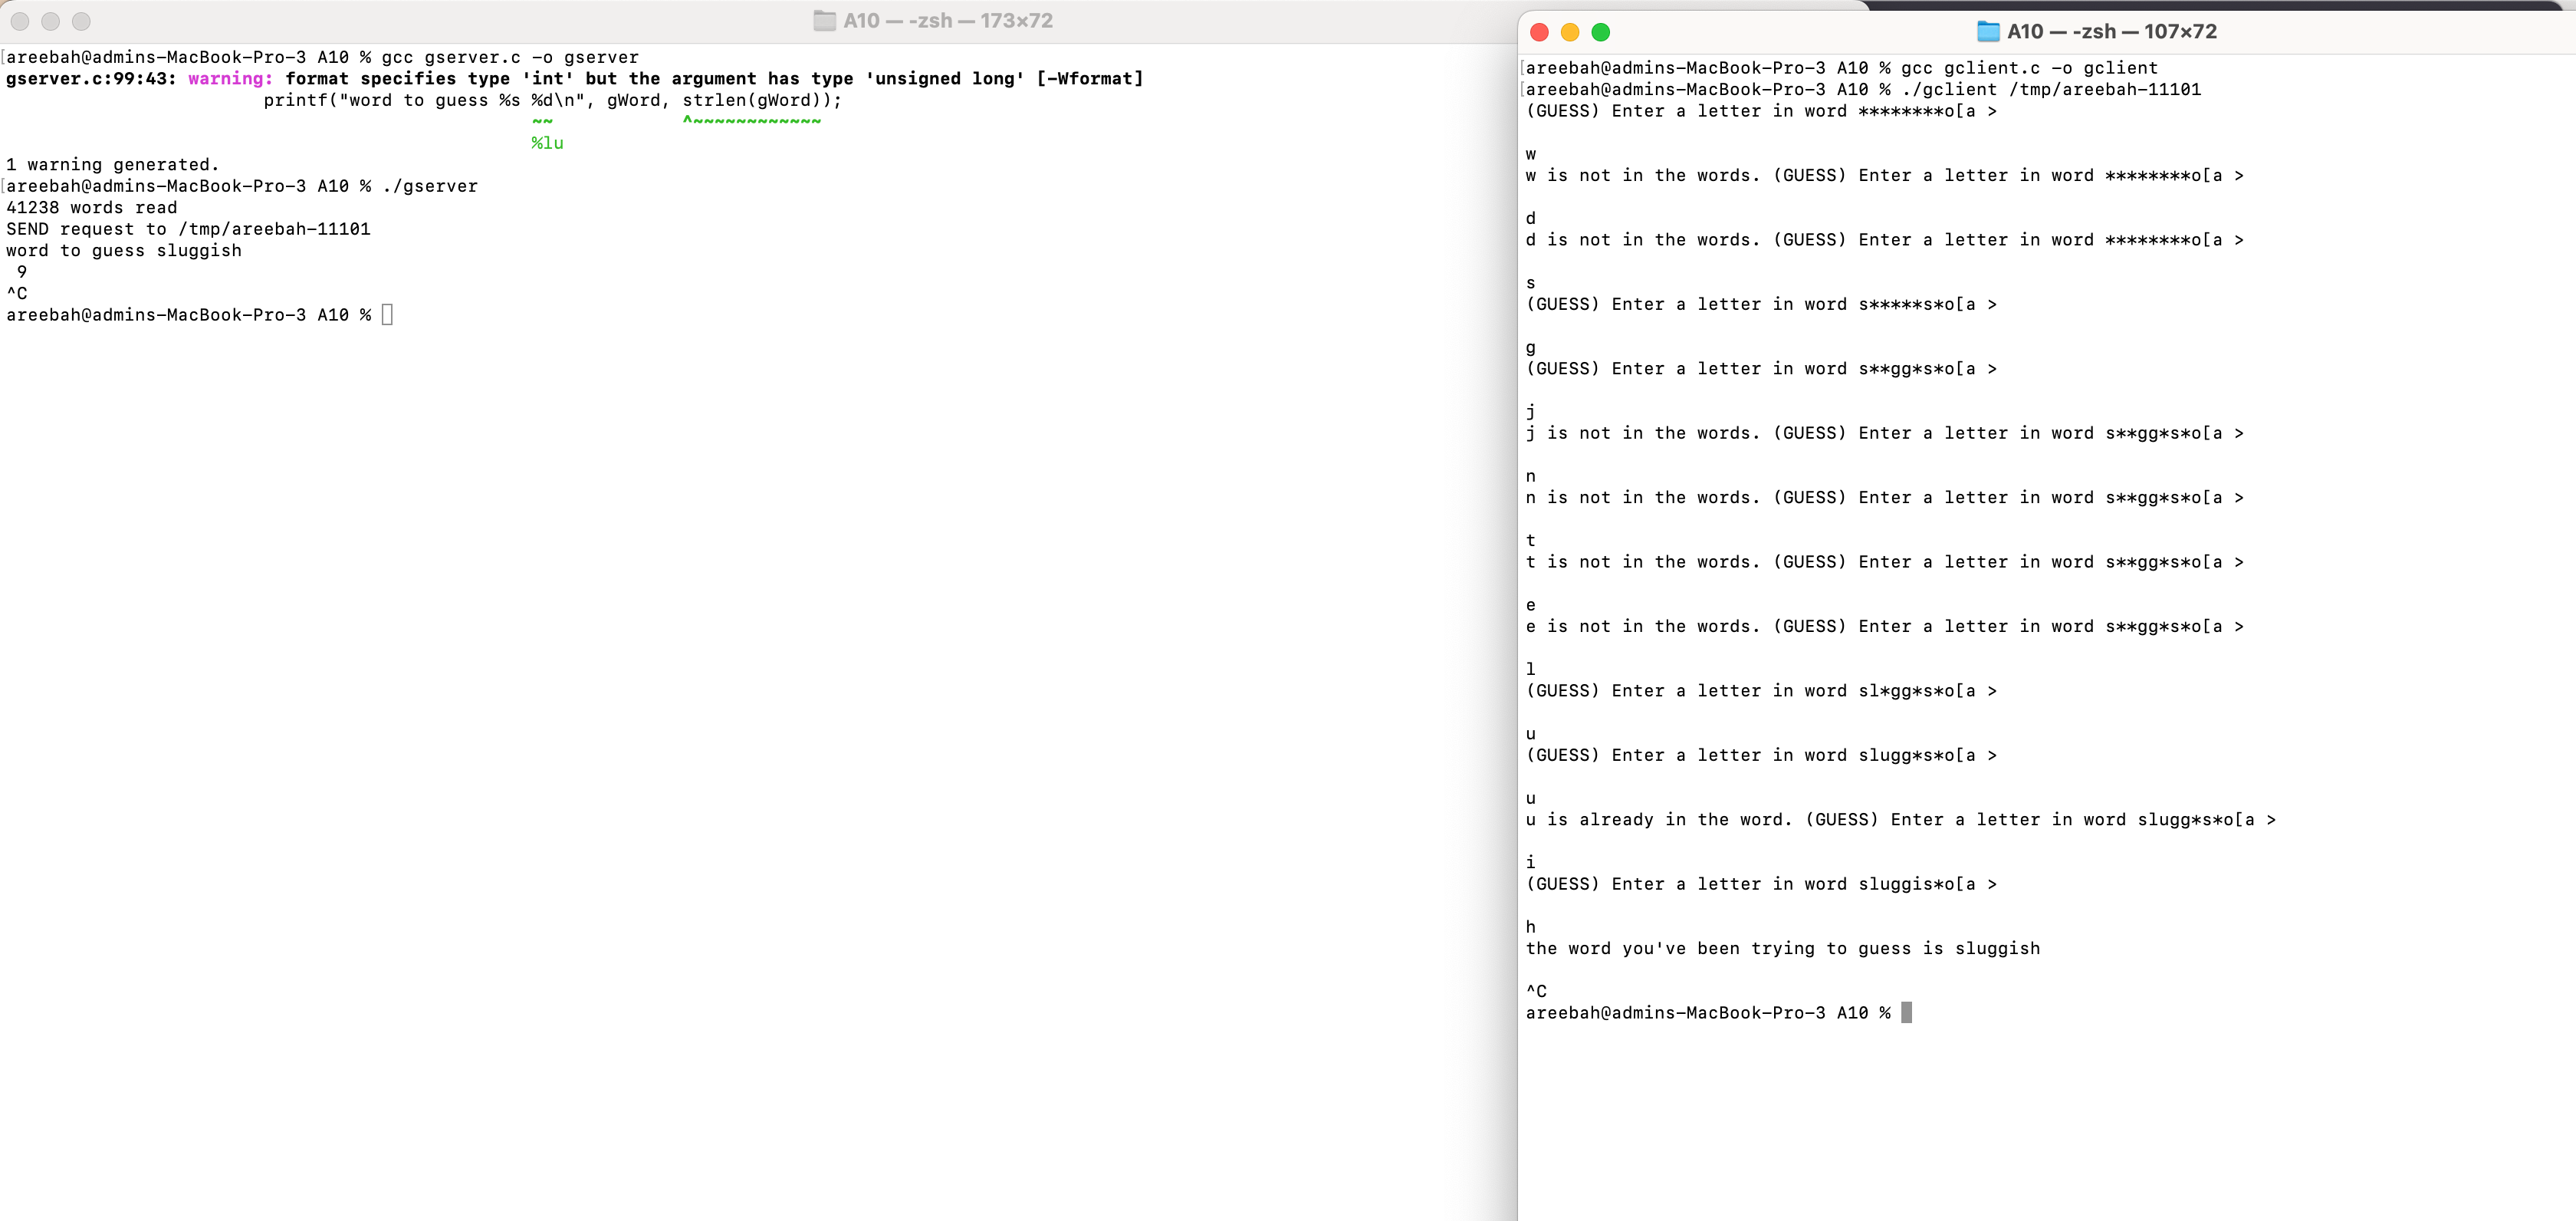 A10 — -zsh — 173×72
areebah@admins-MacBook-Pro-3 A10 % gcc gserver.c -o gserver
gserver.c:99:43: warning: format specifies type 'int' but the argument has type 'unsigned long' [-Wformat]
printf("word to guess %s %d\n", gWord, strlen(gWord));
~~ ^~~~~~~~~~~~~
%lu
1 warning generated.
areebah@admins-MacBook-Pro-3 A10 % ./gserver
41238 words read
SEND request to /tmp/areebah-11101
word to guess sluggish
9
^C
areebah@admins-MacBook-Pro-3 A10 %
A10 — -zsh — 107×72
areebah@admins-MacBook-Pro-3 A10 % gcc gclient.c -o gclient
areebah@admins-MacBook-Pro-3 A10 % ./gclient /tmp/areebah-11101
(GUESS) Enter a letter in word ********o[a >
w
w is not in the words. (GUESS) Enter a letter in word ********o[a >
d
d is not in the words. (GUESS) Enter a letter in word ********o[a >
s
(GUESS) Enter a letter in word s*****s*o[a >
g
(GUESS) Enter a letter in word s**gg*s*o[a >
j
j is not in the words. (GUESS) Enter a letter in word s**gg*s*o[a >
n
n is not in the words. (GUESS) Enter a letter in word s**gg*s*o[a >
t
t is not in the words. (GUESS) Enter a letter in word s**gg*s*o[a >
e
e is not in the words. (GUESS) Enter a letter in word s**gg*s*o[a >
l
(GUESS) Enter a letter in word sl*gg*s*o[a >
u
(GUESS) Enter a letter in word slugg*s*o[a >
u
u is already in the word. (GUESS) Enter a letter in word slugg*s*o[a >
i
(GUESS) Enter a letter in word sluggis*o[a >
h
the word you've been trying to guess is sluggish
^C
areebah@admins-MacBook-Pro-3 A10 %